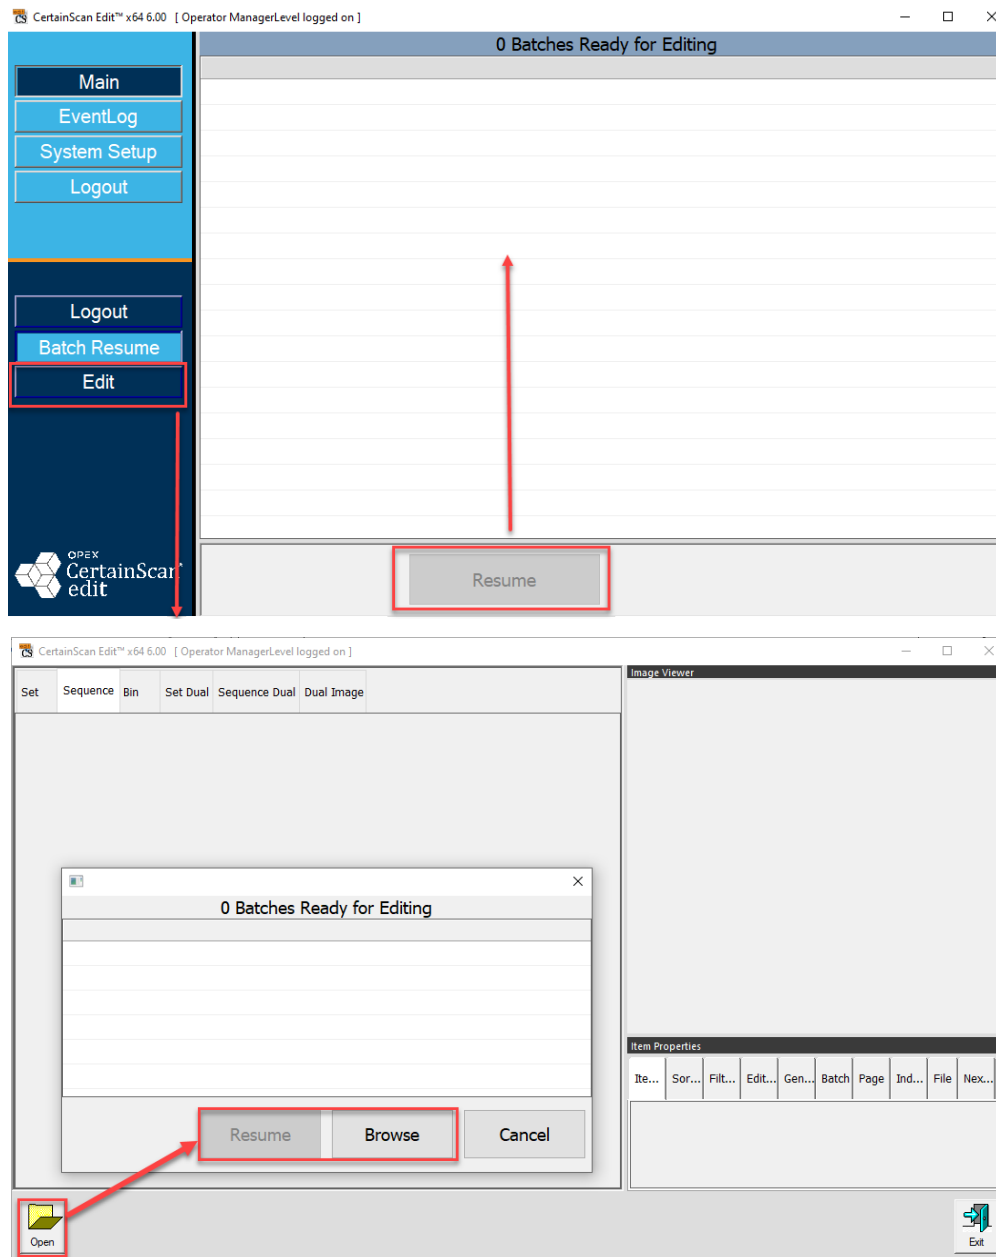 CertainScan Edit™ x64 6.00 [ Operator ManagerLevel logged on ]
0 Batches Ready for Editing
Main
EventLog
System Setup
Logout
Logout
Batch Resume
Edit
OPEX
CertainScan
edit
Resume
CertainScan Edit™ x64 6.00 [ Operator ManagerLevel logged on ]
Set Sequence Bin Set Dual Sequence Dual Dual Image
Image Viewer
0 Batches Ready for Editing
Resume Browse Cancel
Item Properties
Ite... Sor... Filt... Edit... Gen... Batch Page Ind... File Nex...
Open
Exit